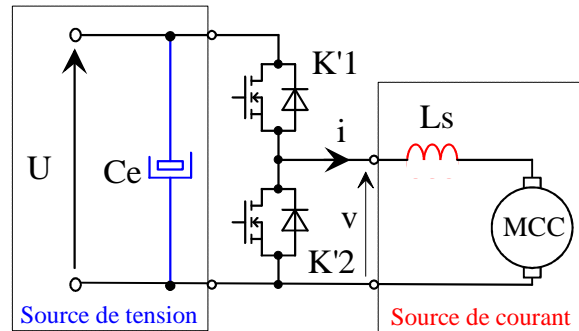 K'1
i
Ls
U
Ce
v
MCC
K'2
Source de tension
Source de courant